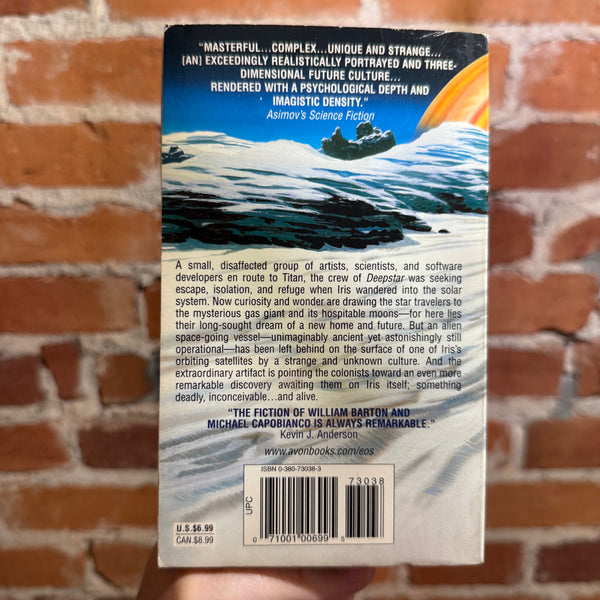 "MASTERFUL...COMPLEX...UNIQUE AND STRANGE...
[AN] EXCEEDINGLY REALISTICALLY PORTRAYED AND THREE-
DIMENSIONAL FUTURE CULTURE...
RENDERED WITH A PSYCHOLOGICAL DEPTH AND
IMAGISTIC DENSITY."
Asimov's Science Fiction
A small, disaffected group of artists, scientists, and software
developers en route to Titan, the crew of Deepstar was seeking
escape, isolation, and refuge when Iris wandered into the solar
system. Now curiosity and wonder are drawing the star travelers to
the mysterious gas giant and its hospitable moons—for here lies
their long-sought dream of a new home and future. But an alien
space-going vessel—unimaginably ancient yet astonishingly still
operational—has been left behind on the surface of one of Iris's
orbiting satellites by a strange and unknown culture. And the
extraordinary artifact is pointing the colonists toward an even more
remarkable discovery awaiting them on Iris itself; something
deadly, inconceivable...and alive.
"THE FICTION OF WILLIAM BARTON AND
MICHAEL CAPOBIANCO IS ALWAYS REMARKABLE."
Kevin J. Anderson
www.avonbooks.com/eos
ISBN 0-380-73038-3
73038
UPC
U.S.$6.99
CAN.$8.99
0 71001 00699 5